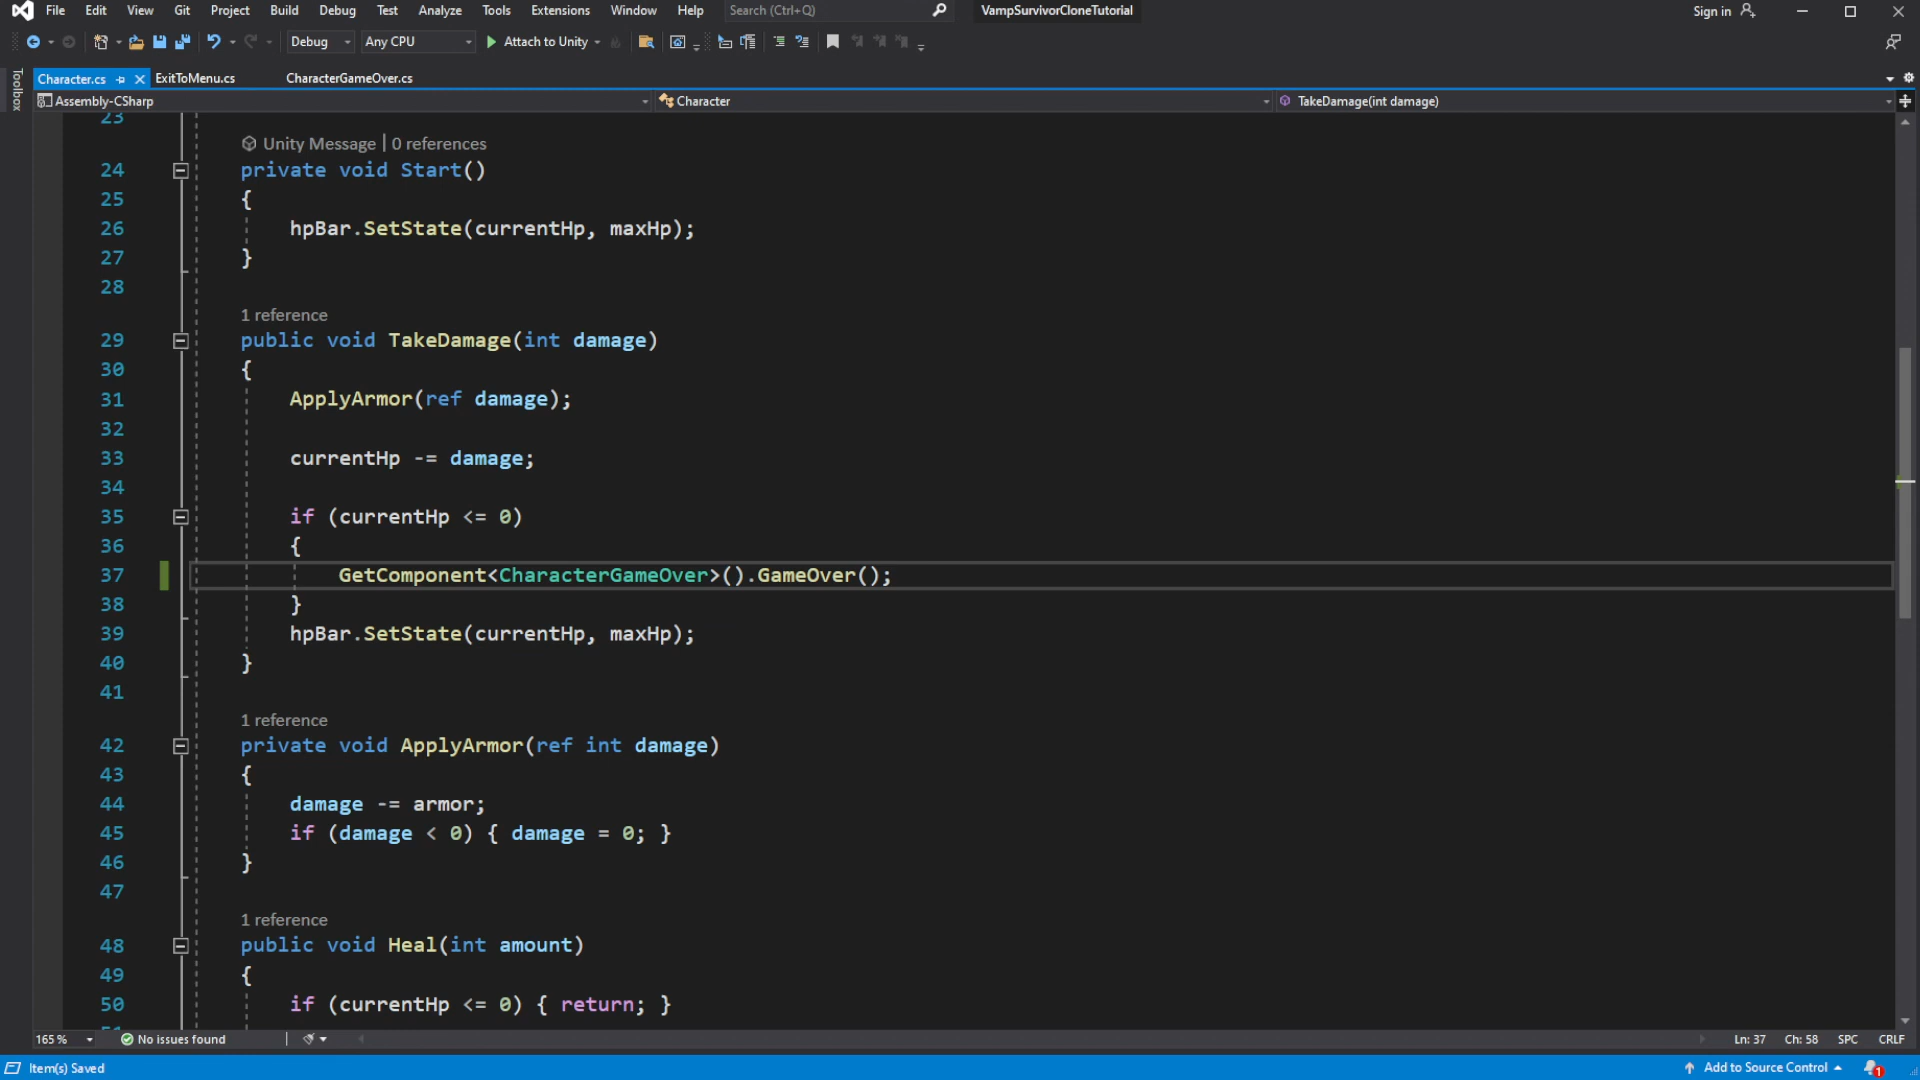 File Edit View Git Project Build Debug Test Analyze Tools Extensions Window Help Search (Ctrl+Q) VampSurvivorCloneTutorial Sign in
Debug Any CPU Attach to Unity
Toolbox
Character.cs ExitToMenu.cs CharacterGameOver.cs
Assembly-CSharp Character TakeDamage(int damage)
23
Unity Message | 0 references
24 private void Start()
25 {
26 hpBar.SetState(currentHp, maxHp);
27 }
28
1 reference
29 public void TakeDamage(int damage)
30 {
31 ApplyArmor(ref damage);
32
33 currentHp -= damage;
34
35 if (currentHp <= 0)
36 {
37 GetComponent<CharacterGameOver>().GameOver();
38 }
39 hpBar.SetState(currentHp, maxHp);
40 }
41
1 reference
42 private void ApplyArmor(ref int damage)
43 {
44 damage -= armor;
45 if (damage < 0) { damage = 0; }
46 }
47
1 reference
48 public void Heal(int amount)
49 {
50 if (currentHp <= 0) { return; }
165 % No issues found Ln: 37 Ch: 58 SPC CRLF
Item(s) Saved Add to Source Control 1